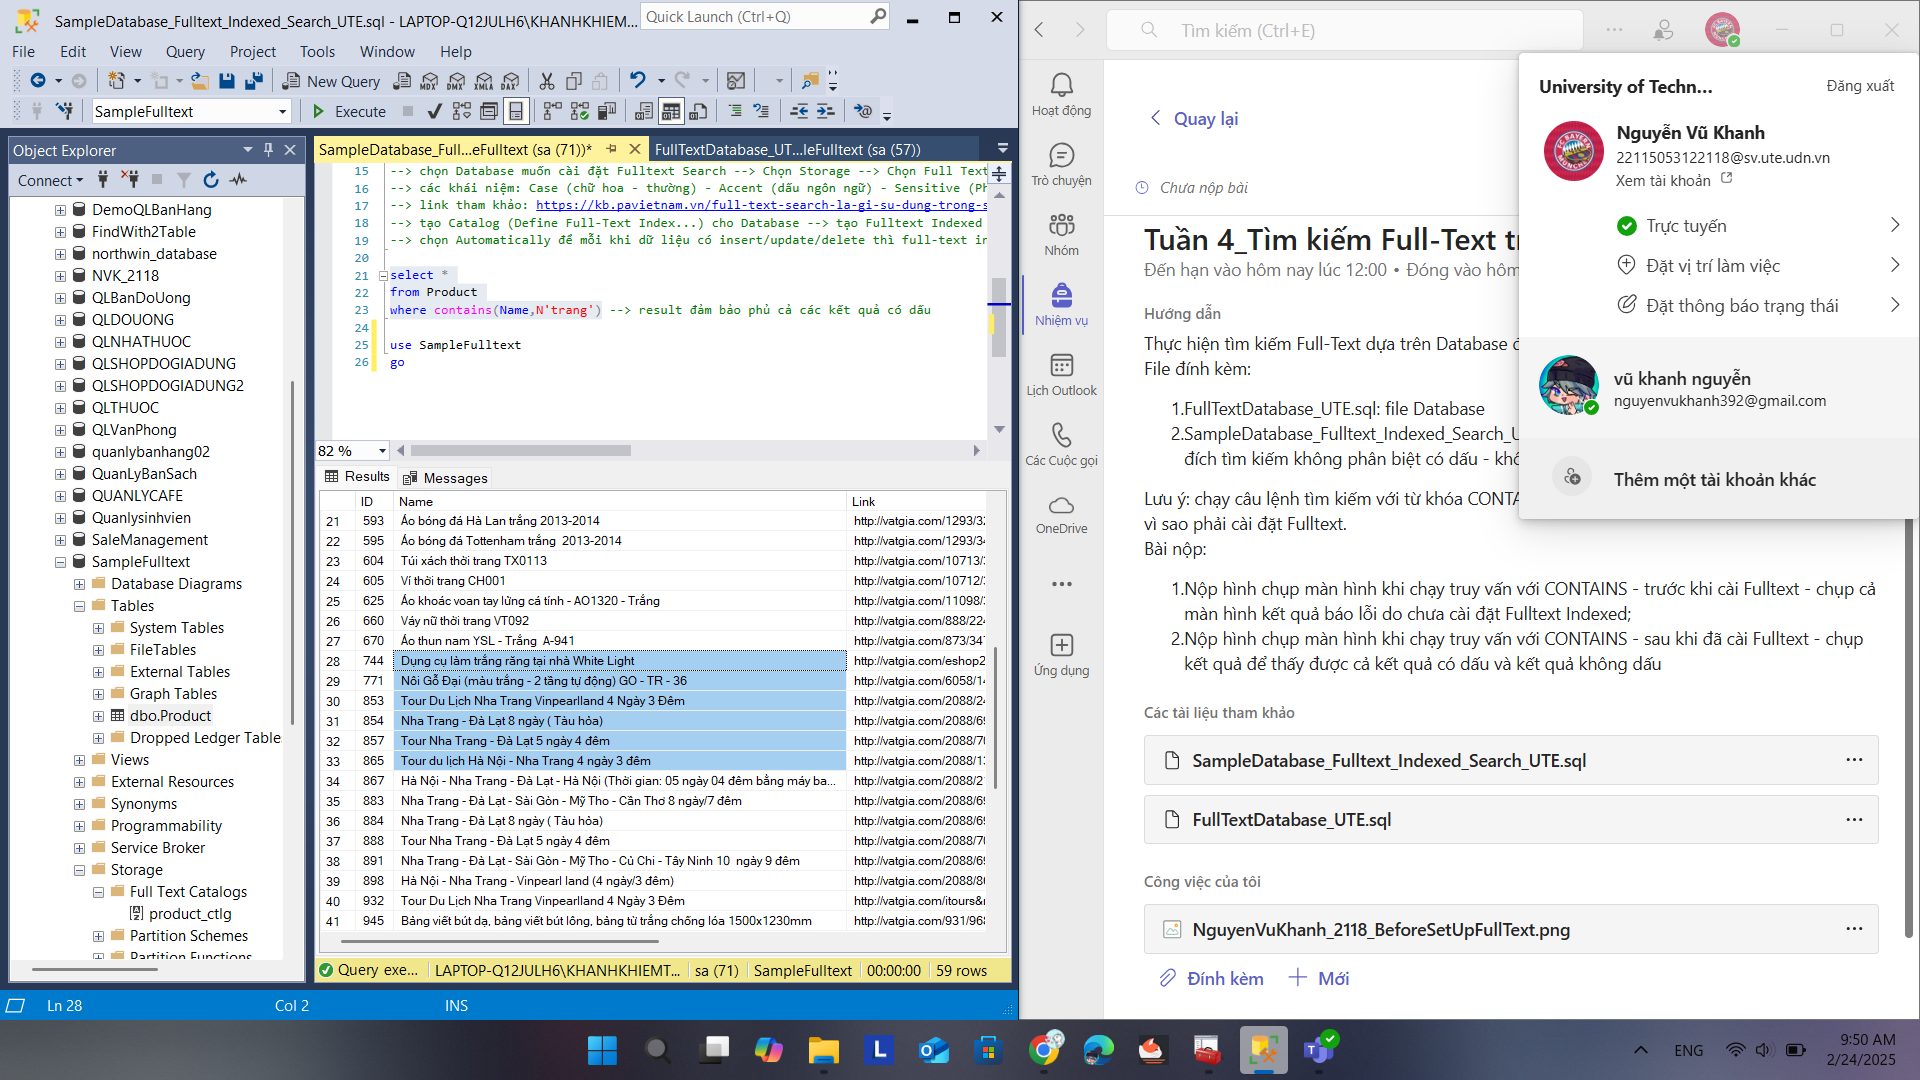 SampleDatabase_Fulltext_Indexed_Search_UTE.sql - LAPTOP-Q12JULH6\KHANHKHIEM...
Quick Launch (Ctrl+Q)
File Edit View Query Project Tools Window Help
New Query
MDX DMX XMLA DAX
SampleFulltext
Execute
Object Explorer
Connect
DemoQLBanHang
FindWith2Table
northwin_database
NVK_2118
QLBanDoUong
QLDOUONG
QLNHATHUOC
QLSHOPDOGIADUNG
QLSHOPDOGIADUNG2
QLTHUOC
QLVanPhong
quanlybanhang02
QuanLyBanSach
QUANLYCAFE
Quanlysinhvien
SaleManagement
SampleFulltext
Database Diagrams
Tables
System Tables
FileTables
External Tables
Graph Tables
dbo.Product
Dropped Ledger Table
Views
External Resources
Synonyms
Programmability
Service Broker
Storage
Full Text Catalogs
product_ctlg
Partition Schemes
Partition Functions
SampleDatabase_Full...eFulltext (sa (71))*
FullTextDatabase_UT...leFulltext (sa (57))
15 --> chọn Database muốn cài đặt Fulltext Search --> Chọn Storage --> Chọn Full Text
16 --> các khái niệm: Case (chữ hoa - thường) - Accent (dấu ngôn ngữ) - Sensitive (Ph
17 --> link tham khảo: https://kb.pavietnam.vn/full-text-search-la-gi-su-dung-trong-s
18 --> tạo Catalog (Define Full-Text Index...) cho Database --> tạo Fulltext Indexed
19 --> chọn Automatically để mỗi khi dữ liệu có insert/update/delete thì full-text in
20
21 select *
22 from Product
23 where contains(Name,N'trang') --> result đảm bảo phủ cả các kết quả có dấu
24
25 use SampleFulltext
26 go
82 %
Results Messages
ID Name Link
21 593 Áo bóng đá Hà Lan trắng 2013-2014 http://vatgia.com/1293/32
22 595 Áo bóng đá Tottenham trắng 2013-2014 http://vatgia.com/1293/34
23 604 Túi xách thời trang TX0113 http://vatgia.com/10713/3
24 605 Ví thời trang CH001 http://vatgia.com/10712/3
25 625 Áo khoác voan tay lửng cá tính - AO1320 - Trắng http://vatgia.com/11098/3
26 660 Váy nữ thời trang VT092 http://vatgia.com/888/224
27 670 Áo thun nam YSL - Trắng A-941 http://vatgia.com/873/347
28 744 Dụng cụ làm trắng răng tại nhà White Light http://vatgia.com/eshop2
29 771 Nôi Gỗ Đại (màu trắng - 2 tầng tự động) GO - TR - 36 http://vatgia.com/6058/14
30 853 Tour Du Lịch Nha Trang Vinpearlland 4 Ngày 3 Đêm http://vatgia.com/2088/24
31 854 Nha Trang - Đà Lạt 8 ngày ( Tàu hỏa) http://vatgia.com/2088/69
32 857 Tour Nha Trang - Đà Lạt 5 ngày 4 đêm http://vatgia.com/2088/70
33 865 Tour du lịch Hà Nội - Nha Trang 4 ngày 3 đêm http://vatgia.com/2088/13
34 867 Hà Nội - Nha Trang - Đà Lạt - Hà Nội (Thời gian: 05 ngày 04 đêm bằng máy ba... http://vatgia.com/2088/21
35 883 Nha Trang - Đà Lạt - Sài Gòn - Mỹ Tho - Cần Thơ 8 ngày/7 đêm http://vatgia.com/2088/69
36 884 Nha Trang - Đà Lạt 8 ngày ( Tàu hỏa) http://vatgia.com/2088/69
37 888 Tour Nha Trang - Đà Lạt 5 ngày 4 đêm http://vatgia.com/2088/70
38 891 Nha Trang - Đà Lạt - Sài Gòn - Mỹ Tho - Củ Chi - Tây Ninh 10 ngày 9 đêm http://vatgia.com/2088/69
39 898 Hà Nội - Nha Trang - Vinpearl land (4 ngày/3 đêm) http://vatgia.com/2088/80
40 932 Tour Du Lịch Nha Trang Vinpearlland 4 Ngày 3 Đêm http://vatgia.com/itours&
41 945 Bảng viết bút dạ, bảng viết bút lông, bảng từ trắng chống lóa 1500x1230mm http://vatgia.com/931/968
Query exe... LAPTOP-Q12JULH6\KHANHKHIEMT... sa (71) SampleFulltext 00:00:00 59 rows
Ln 28 Col 2 INS
Tìm kiếm (Ctrl+E)
Hoạt động
Trò chuyện
Nhóm
Nhiệm vụ
Lịch Outlook
Các Cuộc gọi
OneDrive
Ứng dụng
Quay lại
Chưa nộp bài
Tuần 4_Tìm kiếm Full-Text tr
Đến hạn vào hôm nay lúc 12:00 • Đóng vào hôm
Hướng dẫn
Thực hiện tìm kiếm Full-Text dựa trên Database đ
File đính kèm:
1.FullTextDatabase_UTE.sql: file Database
2.SampleDatabase_Fulltext_Indexed_Search_U
đích tìm kiếm không phân biệt có dấu - khô
Lưu ý: chạy câu lệnh tìm kiếm với từ khóa CONTA
vì sao phải cài đặt Fulltext.
Bài nộp:
1.Nộp hình chụp màn hình khi chạy truy vấn với CONTAINS - trước khi cài Fulltext - chụp cả
màn hình kết quả báo lỗi do chưa cài đặt Fulltext Indexed;
2.Nộp hình chụp màn hình khi chạy truy vấn với CONTAINS - sau khi đã cài Fulltext - chụp
kết quả để thấy được cả kết quả có dấu và kết quả không dấu
Các tài liệu tham khảo
SampleDatabase_Fulltext_Indexed_Search_UTE.sql
FullTextDatabase_UTE.sql
Công việc của tôi
NguyenVuKhanh_2118_BeforeSetUpFullText.png
Đính kèm Mới
University of Techn... Đăng xuất
Nguyễn Vũ Khanh
22115053122118@sv.ute.udn.vn
Xem tài khoản
Trực tuyến
Đặt vị trí làm việc
Đặt thông báo trạng thái
vũ khanh nguyễn
nguyenvukhanh392@gmail.com
Thêm một tài khoản khác
ENG
9:50 AM
2/24/2025